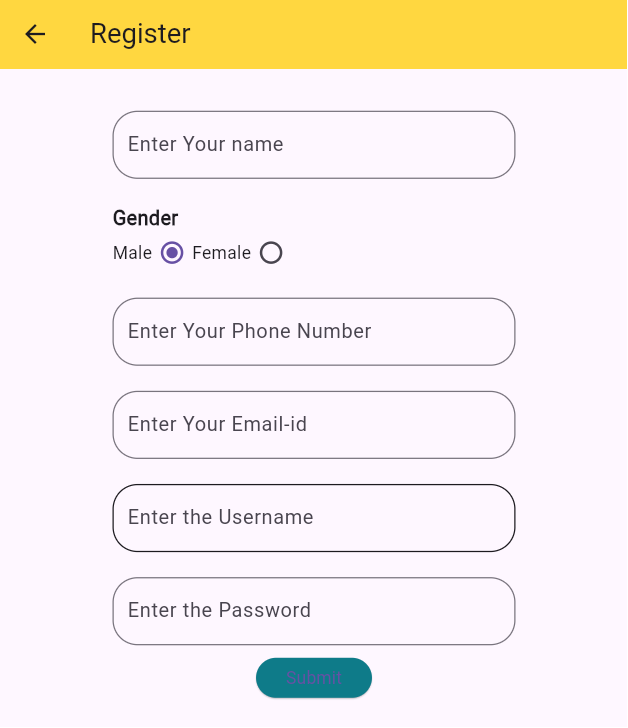 Register
Enter Your name
Gender
Male Female
Enter Your Phone Number
Enter Your Email-id
Enter the Username
Enter the Password
Submit